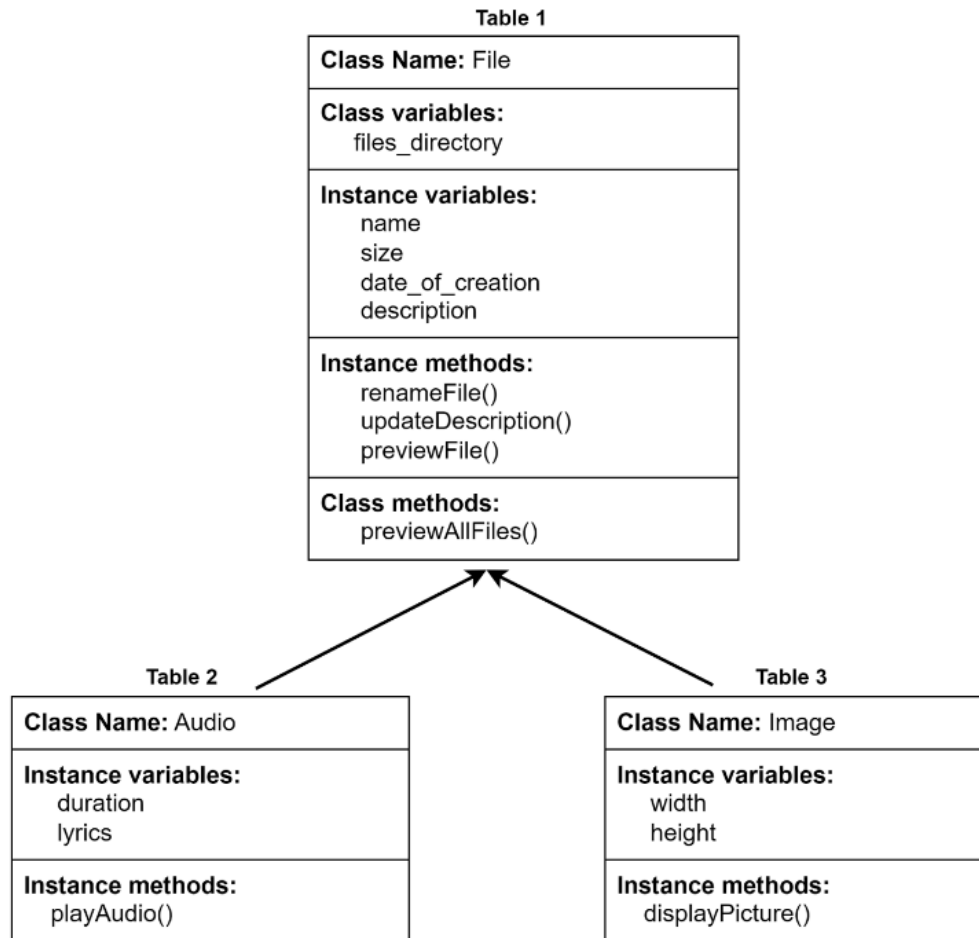 Table 1
Class Name: File
Class variables:
files_directory
Instance variables:
name
size
date_of_creation
description
Instance methods:
renameFile()
updateDescription()
previewFile()
Class methods:
previewAllFiles()
Table 2
Class Name: Audio
Instance variables:
duration
lyrics
Instance methods:
playAudio()
Table 3
Class Name: Image
Instance variables:
width
height
Instance methods:
displayPicture()